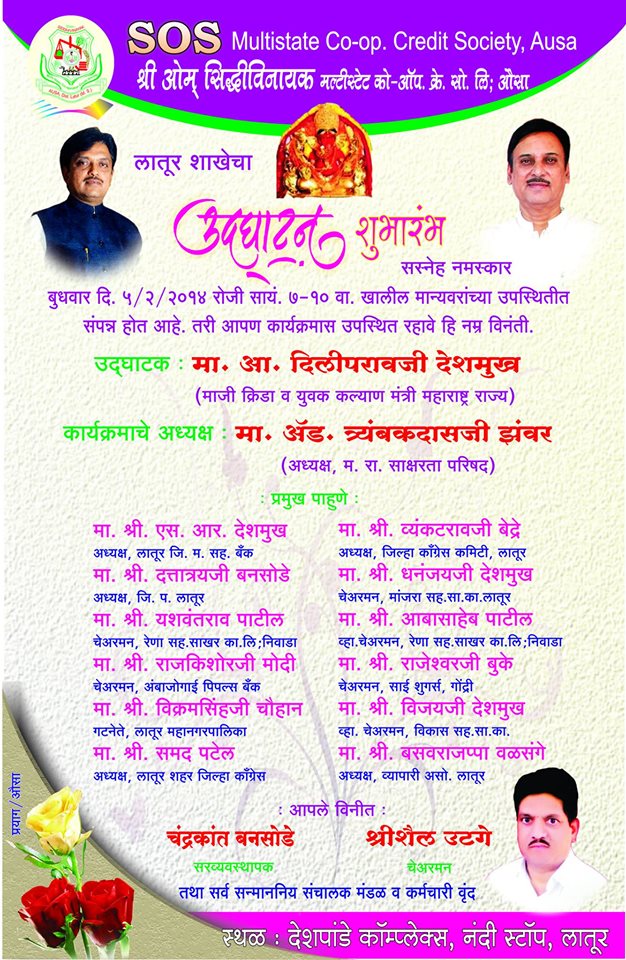 SOS Multistate Co-op. Credit Society, Ausa
श्री ओम् सिद्धीविनायक मल्टीस्टेट को-ऑप. क्रे. सो. लि; औसा
लातूर शाखेचा
उद्घाटन शुभारंभ
सस्नेह नमस्कार
बुधवार दि. ५/२/२०१४ रोजी सायं. ७-१० वा. खालील मान्यवरांच्या उपस्थितीत
संपन्न होत आहे. तरी आपण कार्यक्रमास उपस्थित रहावे हि नम्र विनंती.
उद्‌घाटक : मा. आ. दिलीपरावजी देशमुख
(माजी क्रिडा व युवक कल्याण मंत्री महाराष्ट्र राज्य)
कार्यक्रमाचे अध्यक्ष : मा. ॲड. त्र्यंबकदासजी झंवर
(अध्यक्ष, म. रा. साक्षरता परिषद)
: प्रमुख पाहुणे :
मा. श्री. एस. आर. देशमुख
अध्यक्ष, लातूर जि. म. सह. बँक
मा. श्री. व्यंकटरावजी बेद्रे
अध्यक्ष, जिल्हा काँग्रेस कमिटी, लातूर
मा. श्री. दत्तात्रयजी बनसोडे
अध्यक्ष, जि. प. लातूर
मा. श्री. धनंजयजी देशमुख
चेअरमन, मांजरा सह.सा.का.लातूर
मा. श्री. यशवंतराव पाटील
चेअरमन, रेणा सह.साखर का.लि;निवाडा
मा. श्री. आबासाहेब पाटील
व्हा.चेअरमन, रेणा सह.साखर का.लि;निवाडा
मा. श्री. राजकिशोरजी मोदी
चेअरमन, अंबाजोगाई पिपल्स बँक
मा. श्री. राजेश्वरजी बुके
चेअरमन, साई शुगर्स, गोंद्री
मा. श्री. विक्रमसिंहजी चौहान
गटनेते, लातूर महानगरपालिका
मा. श्री. विजयजी देशमुख
व्हा. चेअरमन, विकास सह.सा.का.
मा. श्री. समद पटेल
अध्यक्ष, लातूर शहर जिल्हा काँग्रेस
मा. श्री. बसवराजप्पा वळसंगे
अध्यक्ष, व्यापारी असो. लातूर
: आपले विनीत :
चंद्रकांत बनसोडे
सरव्यवस्थापक
श्रीशैल उटगे
चेअरमन
तथा सर्व सन्माननिय संचालक मंडळ व कर्मचारी वृंद
प्रयाग/औसा
स्थळ : देशपांडे कॉम्प्लेक्स, नंदी स्टॉप, लातूर